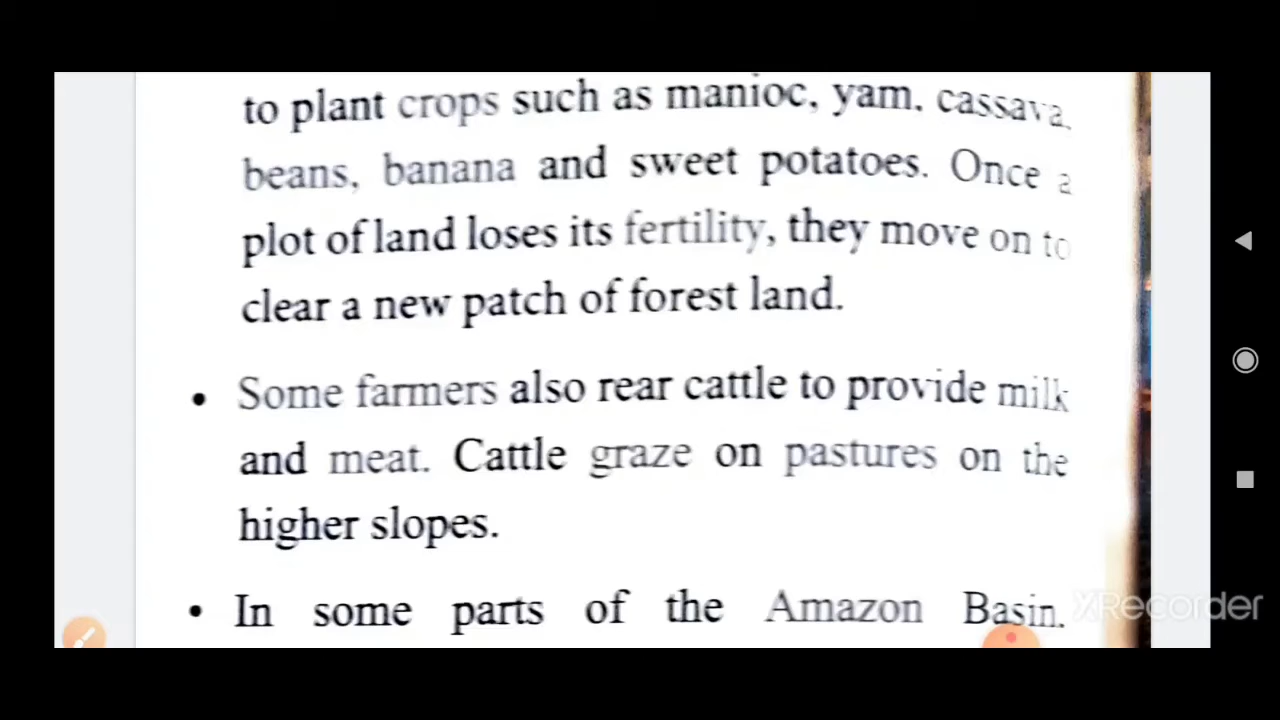 to plant crops such as manioc, yam, cassava,
beans, banana and sweet potatoes. Once a
plot of land loses its fertility, they move on to
clear a new patch of forest land.
• Some farmers also rear cattle to provide milk
and meat. Cattle graze on pastures on the
higher slopes.
• In some parts of the Amazon Basin,
XRecorder